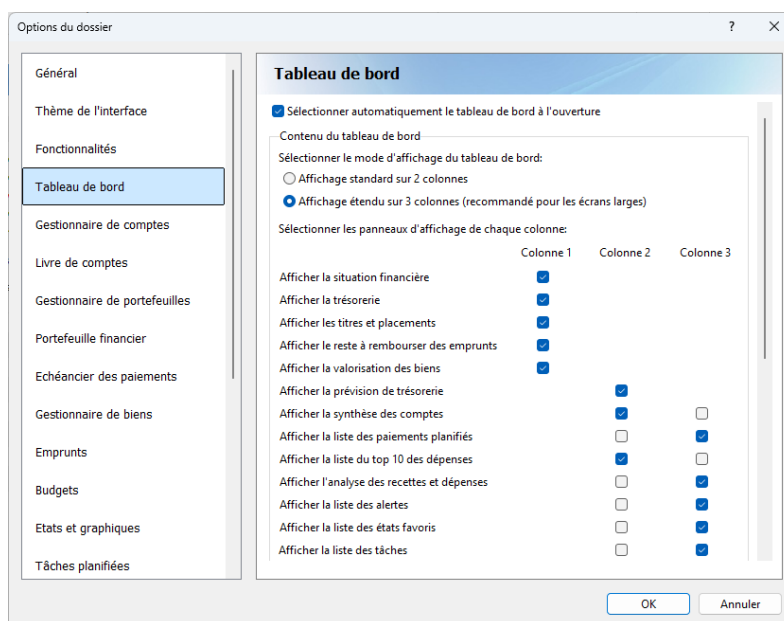 Options du dossier
?
Général
Thème de l'interface
Fonctionnalités
Tableau de bord
Gestionnaire de comptes
Livre de comptes
Gestionnaire de portefeuilles
Portefeuille financier
Echéancier des paiements
Gestionnaire de biens
Emprunts
Budgets
Etats et graphiques
Tâches planifiées
Tableau de bord
Sélectionner automatiquement le tableau de bord à l'ouverture
Contenu du tableau de bord
Sélectionner le mode d'affichage du tableau de bord:
Affichage standard sur 2 colonnes
Affichage étendu sur 3 colonnes (recommandé pour les écrans larges)
Sélectionner les panneaux d'affichage de chaque colonne:
Colonne 1 Colonne 2 Colonne 3
Afficher la situation financière
Afficher la trésorerie
Afficher les titres et placements
Afficher le reste à rembourser des emprunts
Afficher la valorisation des biens
Afficher la prévision de trésorerie
Afficher la synthèse des comptes
Afficher la liste des paiements planifiés
Afficher la liste du top 10 des dépenses
Afficher l'analyse des recettes et dépenses
Afficher la liste des alertes
Afficher la liste des états favoris
Afficher la liste des tâches
OK Annuler